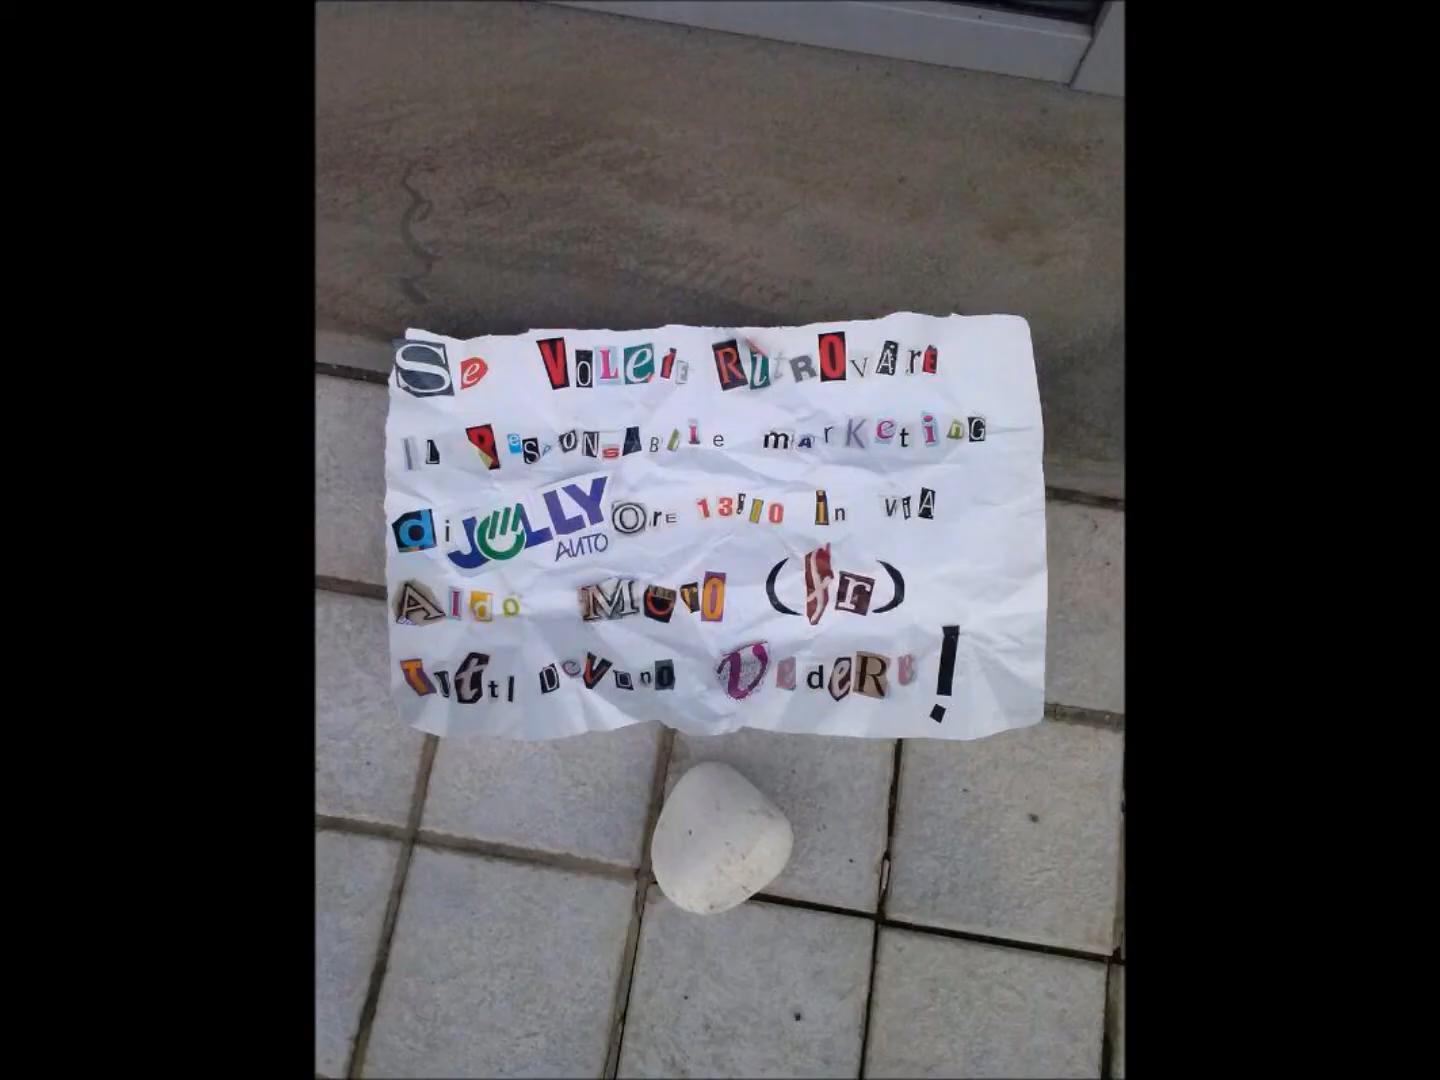 Se VOLETE RitROVARE
IL ResPONSABILE marKetinG
di JOLLY AUTO Ore 13:10 in ViA
Aldo Moro (fr)
Tutti DeVono VedeRe!